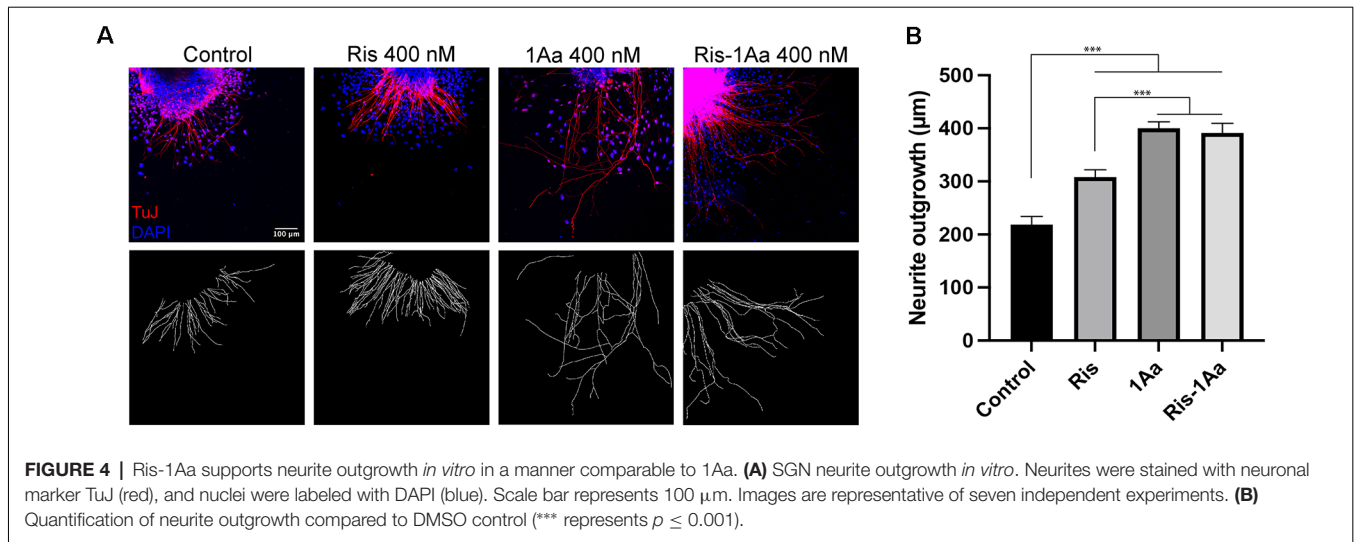 A
Control
Ris 400 nM
1Aa 400 nM
Ris-1Aa 400 nM
TuJ
DAPI
100 µm
B
***
***
Neurite outgrowth (µm)
500
400
300
200
100
0
Control
Ris
1Aa
Ris-1Aa
FIGURE 4 | Ris-1Aa supports neurite outgrowth in vitro in a manner comparable to 1Aa. (A) SGN neurite outgrowth in vitro. Neurites were stained with neuronal
marker TuJ (red), and nuclei were labeled with DAPI (blue). Scale bar represents 100 μm. Images are representative of seven independent experiments. (B)
Quantification of neurite outgrowth compared to DMSO control (*** represents p ≤ 0.001).